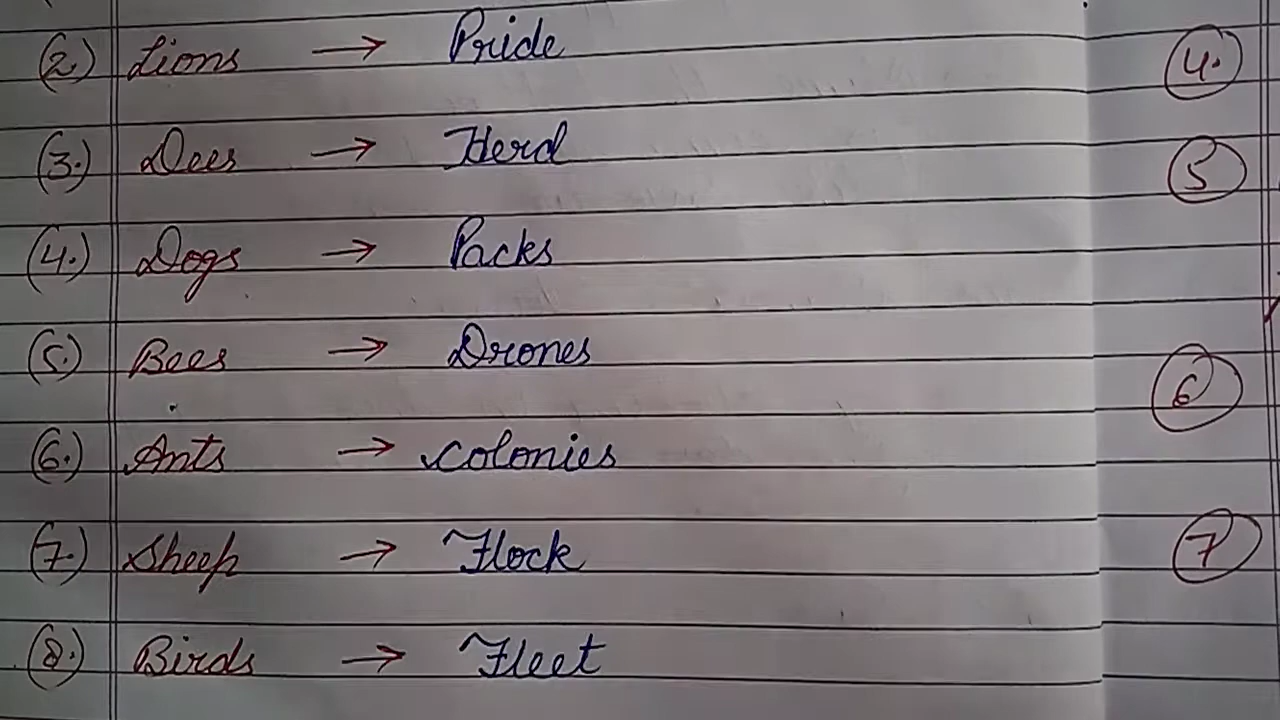 (2.) Lions → Pride
(3.) Deer → Herd
(4.) Dogs → Packs
(5.) Bees → Drones
(6.) Ants → colonies
(7.) Sheep → Flock
(8.) Birds → Fleet
4.
5
6
7